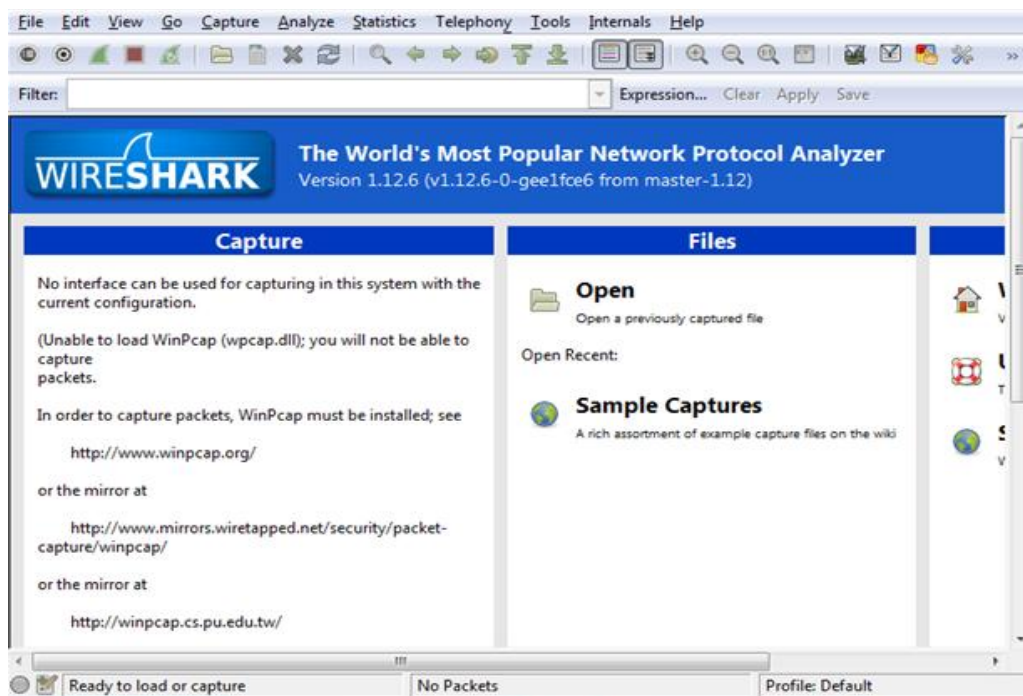 File Edit View Go Capture Analyze Statistics Telephony Tools Internals Help
Filter:
Expression... Clear Apply Save
WIRESHARK
The World's Most Popular Network Protocol Analyzer
Version 1.12.6 (v1.12.6-0-gee1fce6 from master-1.12)
Capture
No interface can be used for capturing in this system with the
current configuration.
(Unable to load WinPcap (wpcap.dll); you will not be able to
capture
packets.
In order to capture packets, WinPcap must be installed; see
http://www.winpcap.org/
or the mirror at
http://www.mirrors.wiretapped.net/security/packet-
capture/winpcap/
or the mirror at
http://winpcap.cs.pu.edu.tw/
Files
Open
Open a previously captured file
Open Recent:
Sample Captures
A rich assortment of example capture files on the wiki
Ready to load or capture
No Packets
Profile: Default